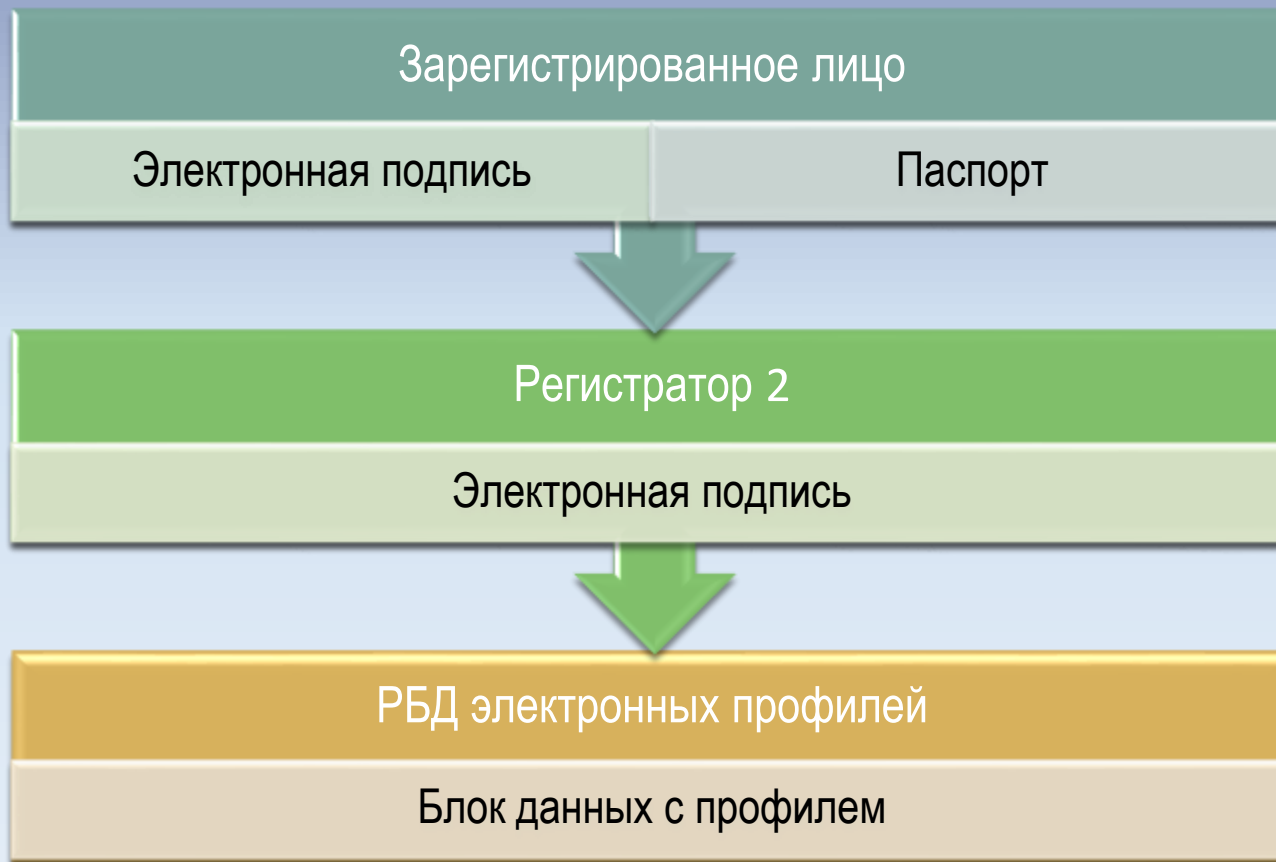 Зарегистрированное лицо
Электронная подпись
Паспорт
Регистратор 2
Электронная подпись
РБД электронных профилей
Блок данных с профилем